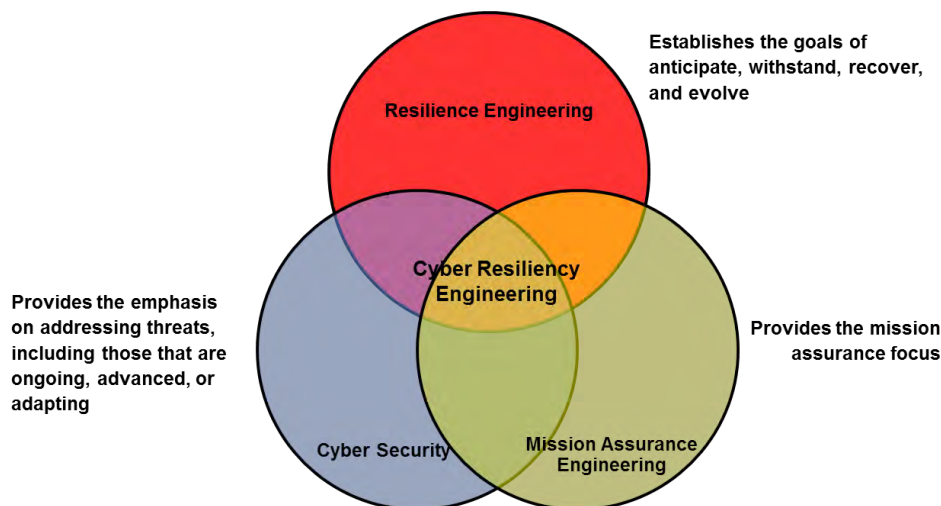 Establishes the goals of
anticipate, withstand, recover,
and evolve
Resilience Engineering
Cyber Resiliency
Engineering
Provides the emphasis
on addressing threats,
including those that are
ongoing, advanced, or
adapting
Provides the mission
assurance focus
Cyber Security
Mission Assurance
Engineering